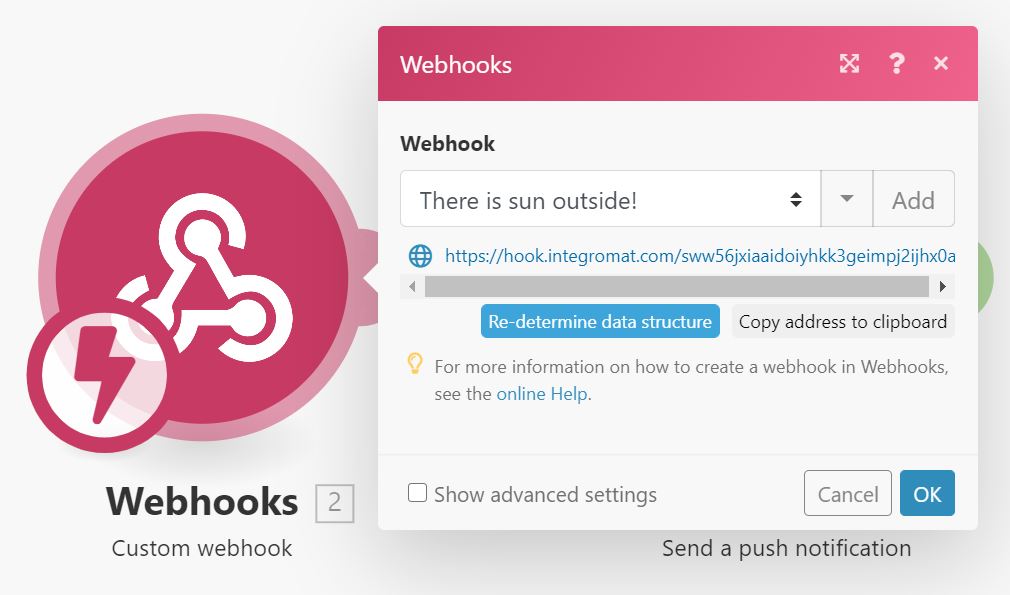 Webhooks
?
Webhook
There is sun outside!
Add
https://hook.integromat.com/sww56jxiaaidoiyhkk3geimpj2ijhx0a
Re-determine data structure
Copy address to clipboard
For more information on how to create a webhook in Webhooks,
see the online Help.
Show advanced settings
Cancel
OK
Webhooks 2
Custom webhook
Send a push notification